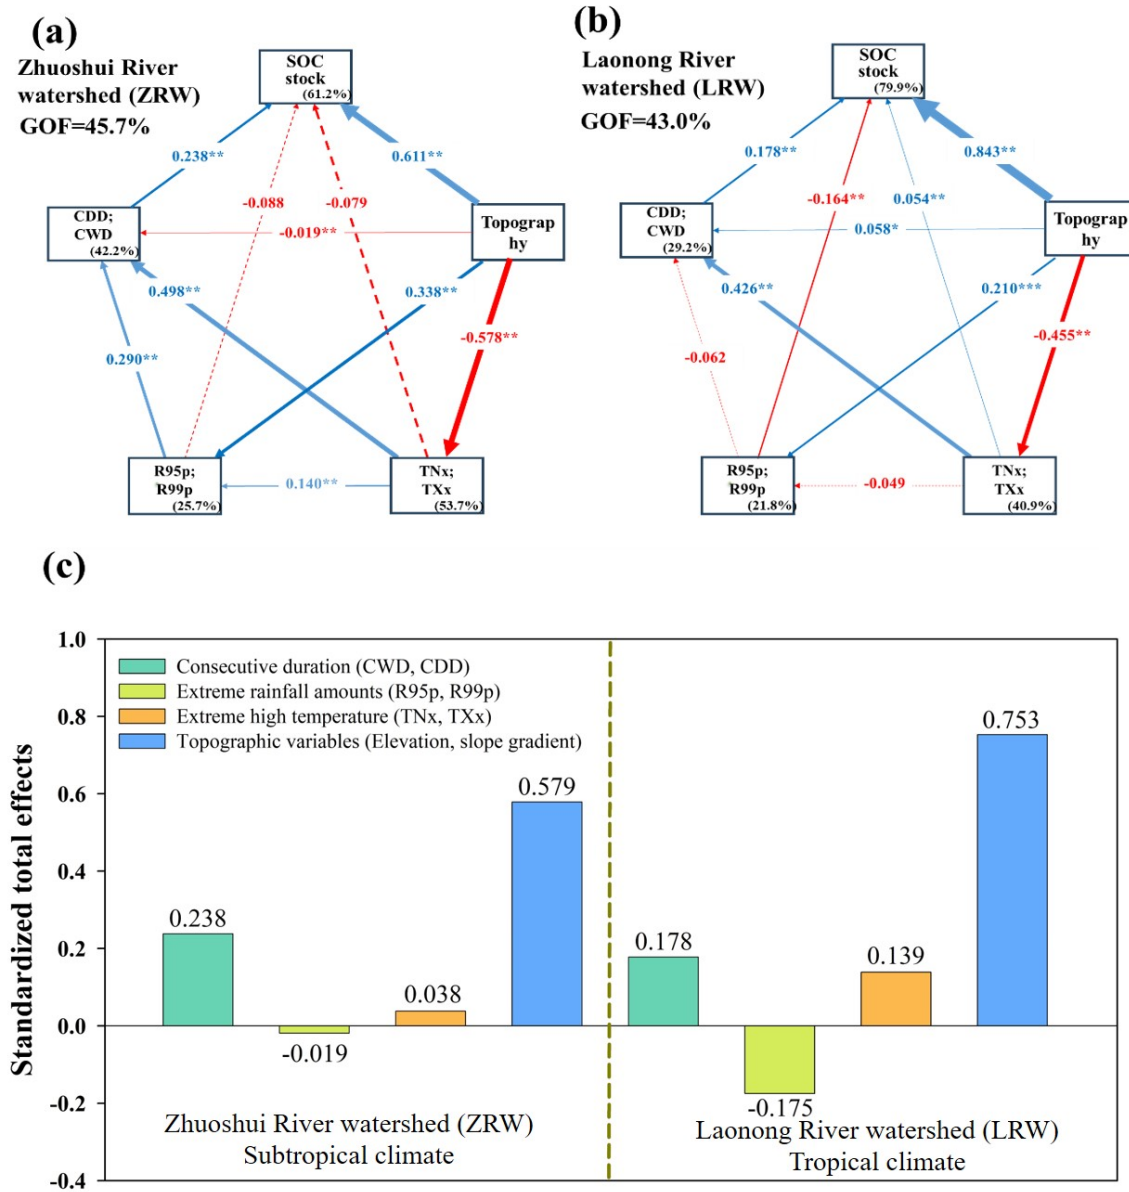 (a)
Zhuoshui River
watershed (ZRW)
GOF=45.7%
SOC
stock
(61.2%)
0.238**
0.611**
CDD;
CWD
(42.2%)
-0.088
-0.079
Topograp
hy
-0.019**
0.498**
0.338**
-0.578**
0.290**
R95p;
R99p
(25.7%)
0.140**
TNx;
TXx
(53.7%)
(b)
Laonong River
watershed (LRW)
GOF=43.0%
SOC
stock
(79.9%)
0.178**
0.843**
CDD;
CWD
(29.2%)
-0.164**
0.054**
Topograp
hy
0.058*
0.426**
0.210***
-0.455**
-0.062
R95p;
R99p
(21.8%)
-0.049
TNx;
TXx
(40.9%)
(c)
Standardized total effects
1.0
0.8
0.6
0.4
0.2
0.0
-0.2
-0.4
Consecutive duration (CWD, CDD)
Extreme rainfall amounts (R95p, R99p)
Extreme high temperature (TNx, TXx)
Topographic variables (Elevation, slope gradient)
0.238
-0.019
0.038
0.579
0.178
-0.175
0.139
0.753
Zhuoshui River watershed (ZRW)
Subtropical climate
Laonong River watershed (LRW)
Tropical climate